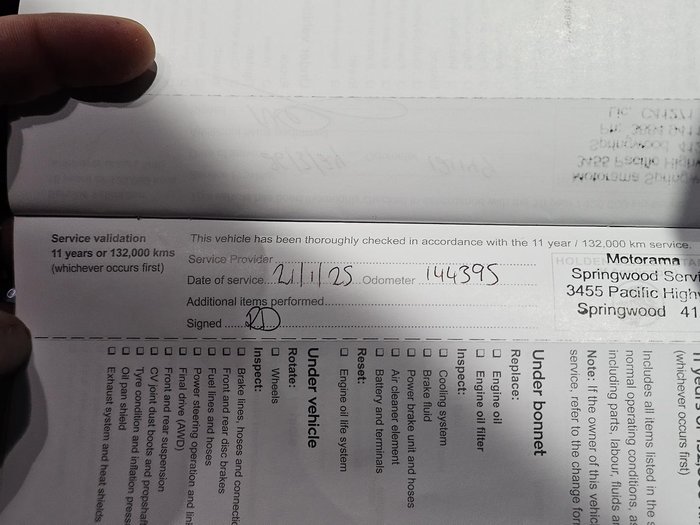 Service validation
11 years or 132,000 kms
(whichever occurs first)
This vehicle has been thoroughly checked in accordance with the 11 year / 132,000 km service.
Service Provider
Date of service 21/1/25 Odometer 144395
Additional items performed
Signed
Motorama
Springwood Servi
3455 Pacific High
Springwood 41
(whichever occurs first)
Includes all items listed in the
normal operating conditions, a
Note: If the owner of this vehic
including parts, labour, fluids a
service, refer to the change for
Under bonnet
Replace:
Engine oil
Engine oil filter
Inspect:
Cooling system
Brake fluid
Power brake unit and hoses
Air cleaner element
Battery and terminals
Reset:
Engine oil life system
Under vehicle
Rotate:
Wheels
Inspect:
Brake lines, hoses and connectio
Front and rear disc brakes
Fuel lines and hoses
Power steering operation and lin
Final drive (AWD)
Front and rear suspension
CV joint dust boots and propshaf
Tyre condition and inflation press
Oil pan shield
Exhaust system and heat shields